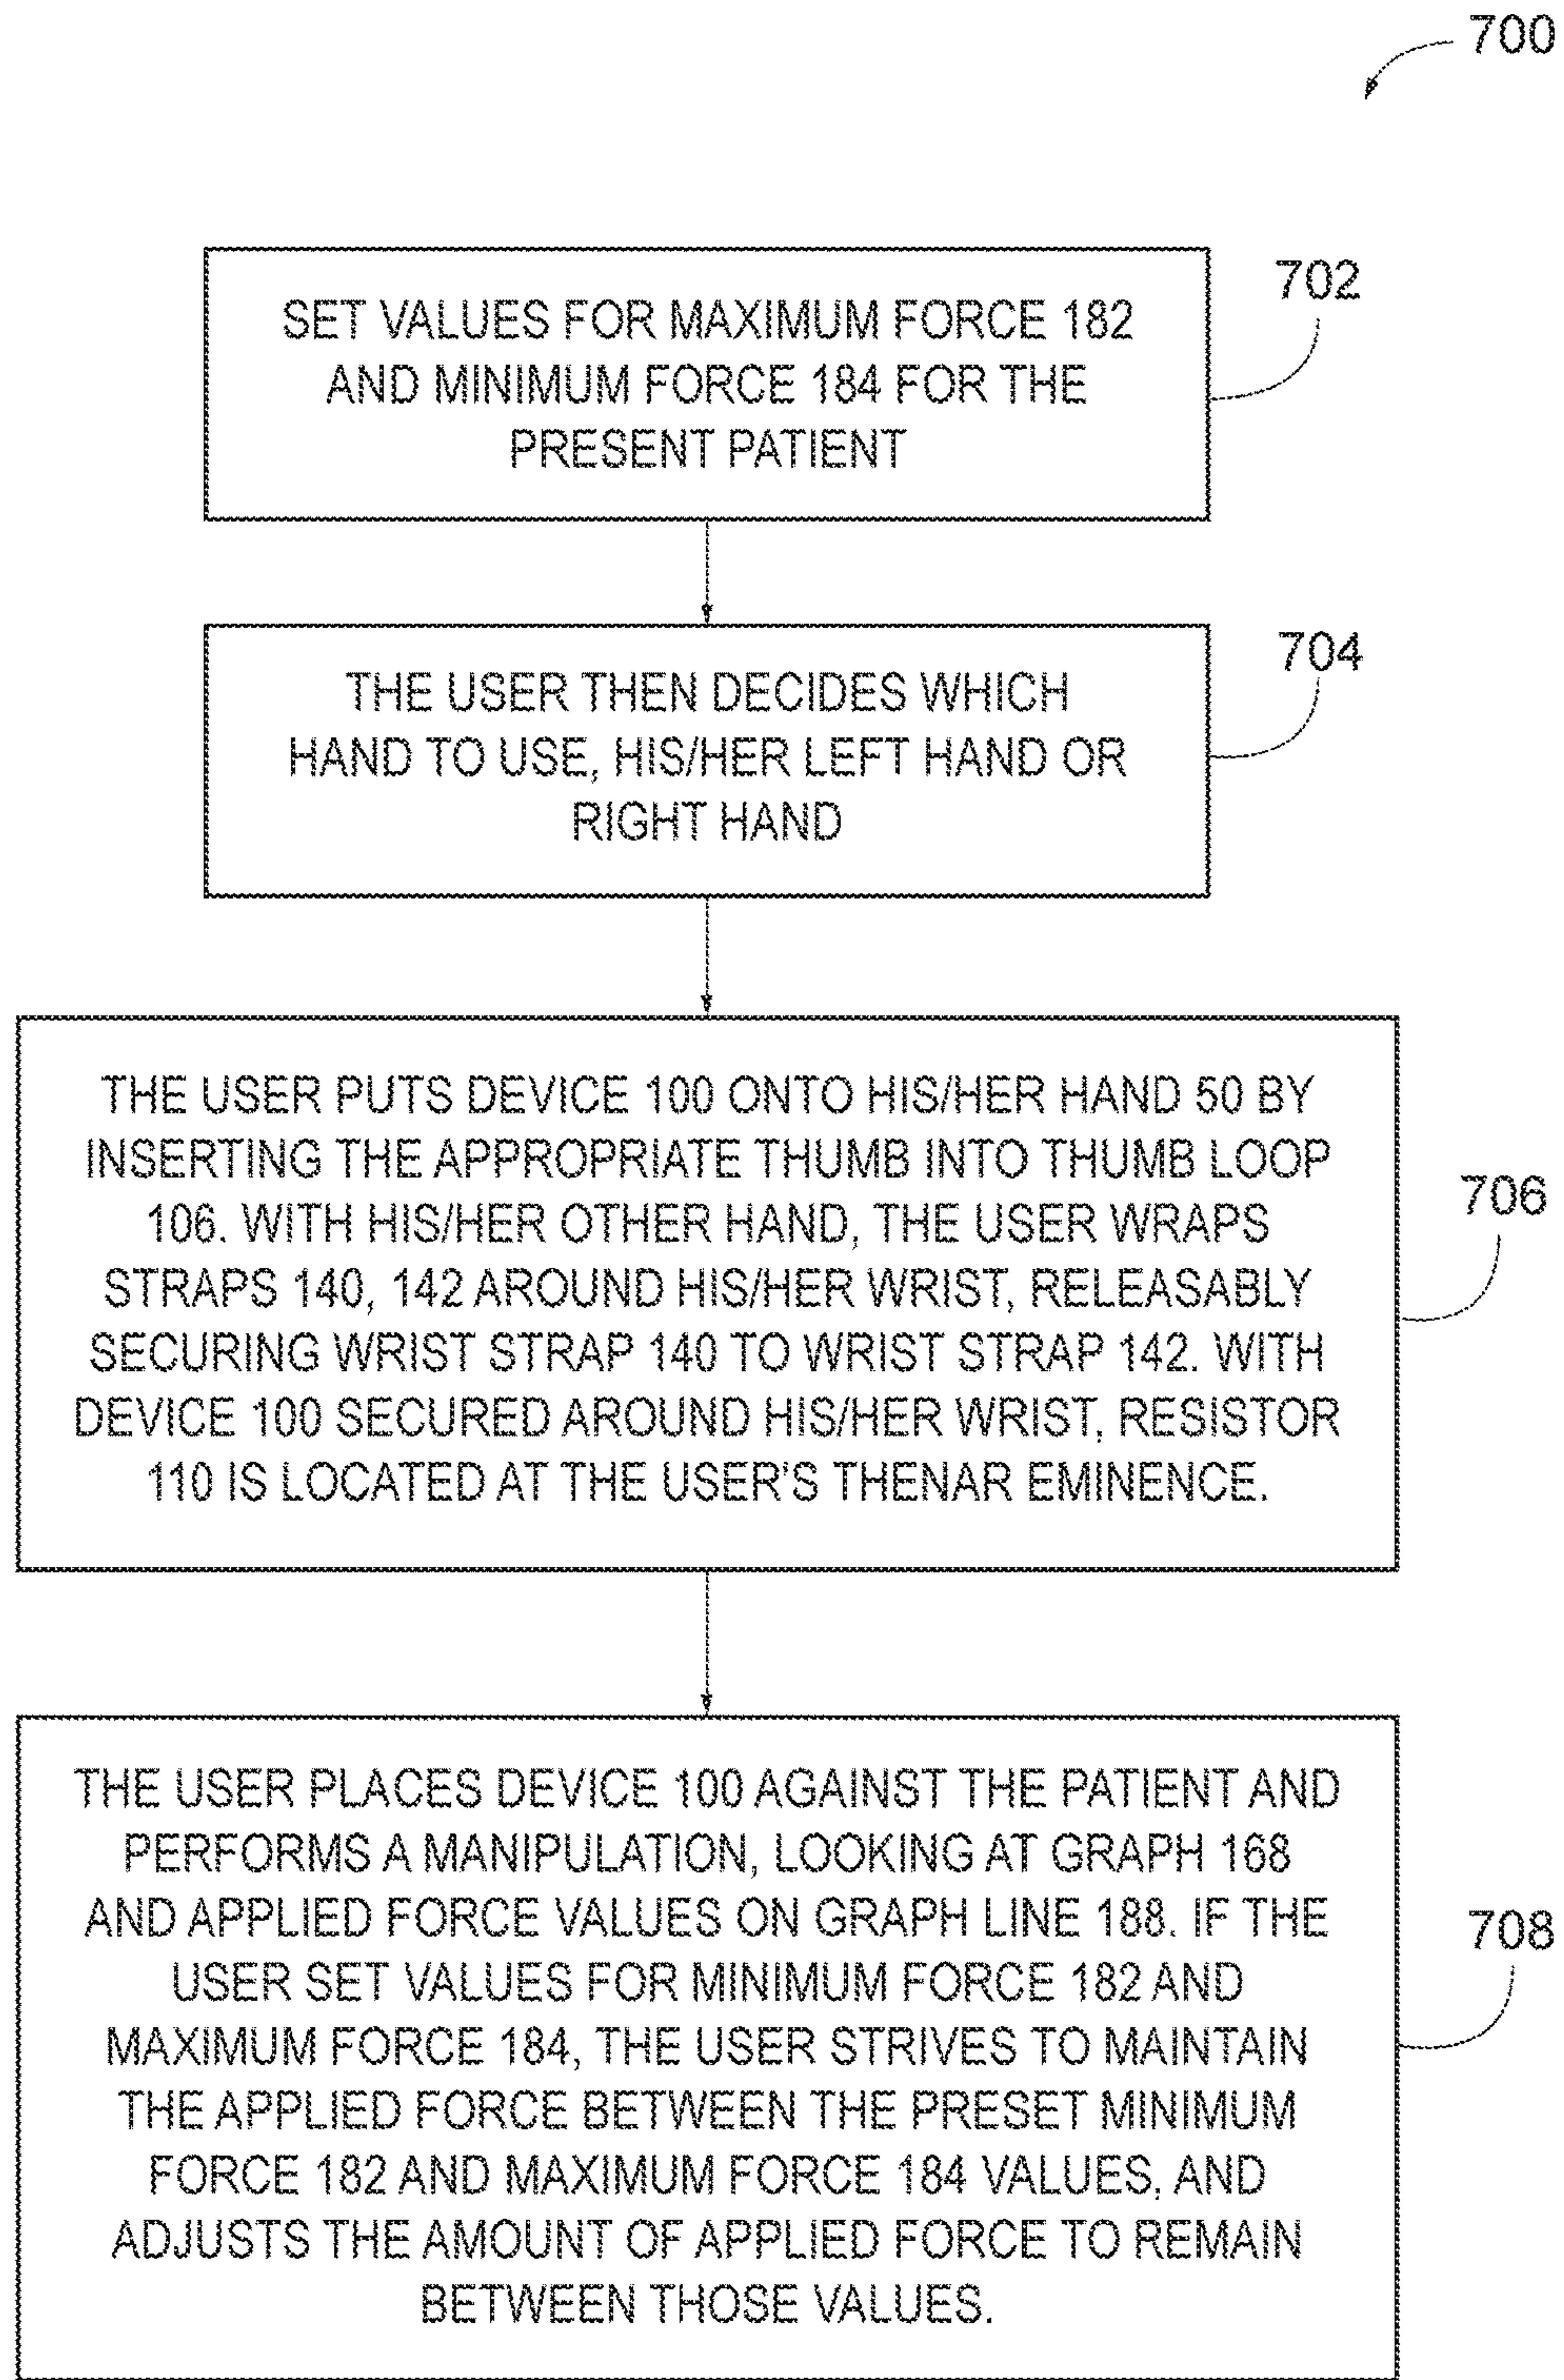 700
702
SET VALUES FOR MAXIMUM FORCE 182
AND MINIMUM FORCE 184 FOR THE
PRESENT PATIENT
704
THE USER THEN DECIDES WHICH
HAND TO USE, HIS/HER LEFT HAND OR
RIGHT HAND
706
THE USER PUTS DEVICE 100 ONTO HIS/HER HAND 50 BY
INSERTING THE APPROPRIATE THUMB INTO THUMB LOOP
106. WITH HIS/HER OTHER HAND, THE USER WRAPS
STRAPS 140, 142 AROUND HIS/HER WRIST, RELEASABLY
SECURING WRIST STRAP 140 TO WRIST STRAP 142. WITH
DEVICE 100 SECURED AROUND HIS/HER WRIST, RESISTOR
110 IS LOCATED AT THE USER'S THENAR EMINENCE.
708
THE USER PLACES DEVICE 100 AGAINST THE PATIENT AND
PERFORMS A MANIPULATION, LOOKING AT GRAPH 168
AND APPLIED FORCE VALUES ON GRAPH LINE 188. IF THE
USER SET VALUES FOR MINIMUM FORCE 182 AND
MAXIMUM FORCE 184, THE USER STRIVES TO MAINTAIN
THE APPLIED FORCE BETWEEN THE PRESET MINIMUM
FORCE 182 AND MAXIMUM FORCE 184 VALUES, AND
ADJUSTS THE AMOUNT OF APPLIED FORCE TO REMAIN
BETWEEN THOSE VALUES.